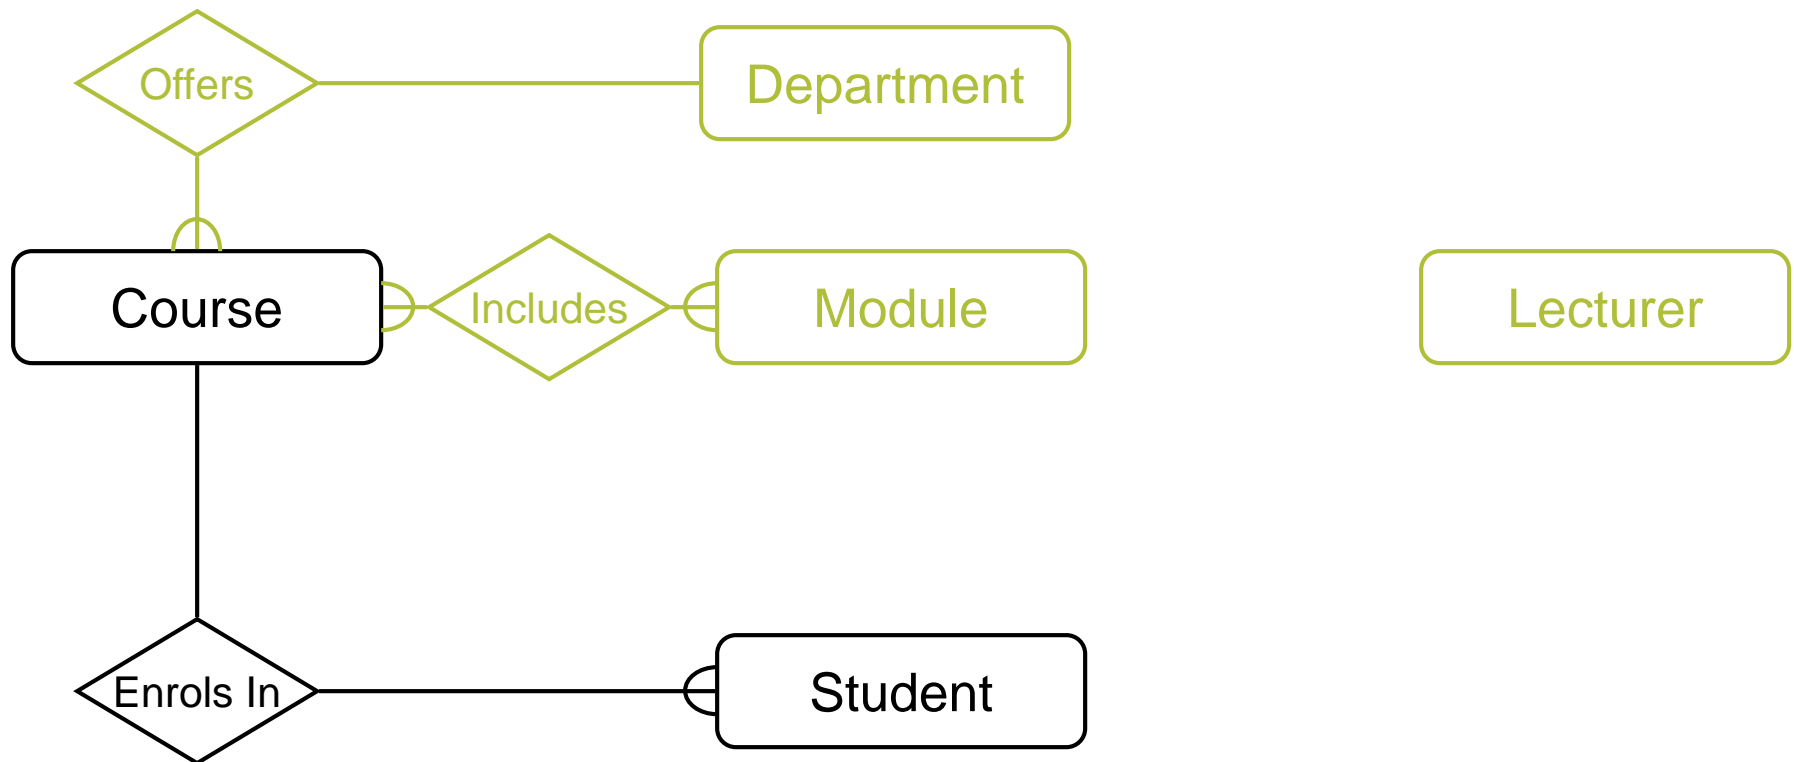 Offers
Department
Course
Includes
Module
Lecturer
Enrols In
Student